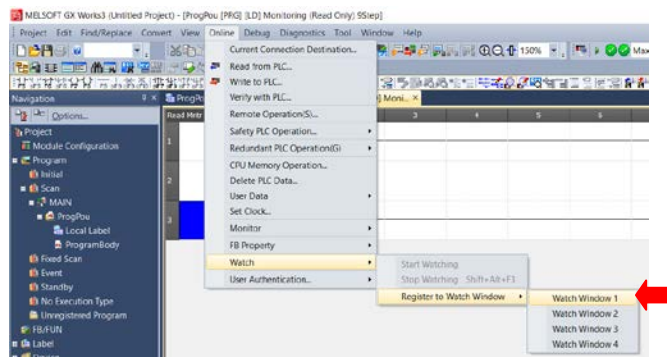 MELSOFT GX Works3 (Untitled Project) - [ProgPou [PRG] [LD] Monitoring (Read Only) 9Step]
Project Edit Find/Replace Convert View Online Debug Diagnostics Tool Window Help
150%
Navigation
ProgPo
] Moni...
Options...
Read Mntr
3 4 5 6
Project
Module Configuration
Program
Initial
Scan
MAIN
ProgPou
Local Label
ProgramBody
Fixed Scan
Event
Standby
No Execution Type
Unregistered Program
FB/FUN
Label
1
2
3
Current Connection Destination...
Read from PLC...
Write to PLC...
Verify with PLC...
Remote Operation(S)...
Safety PLC Operation...
Redundant PLC Operation(G)
CPU Memory Operation...
Delete PLC Data...
User Data
Set Clock...
Monitor
FB Property
Watch
User Authentication...
Start Watching
Stop Watching Shift+Alt+F3
Register to Watch Window
Watch Window 1
Watch Window 2
Watch Window 3
Watch Window 4